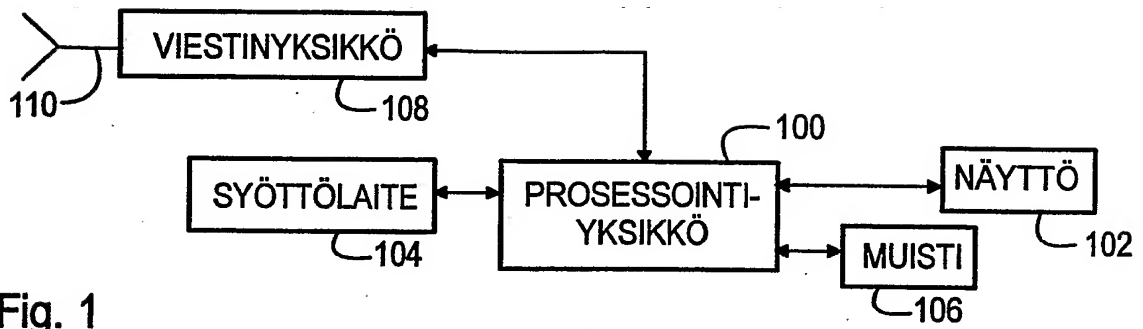 VIESTINYKSIKKÖ
110
108
100
SYÖTTÖLAITE
PROSESSOINTI-
YKSIKKÖ
NÄYTTÖ
104
102
MUISTI
106
Fig. 1